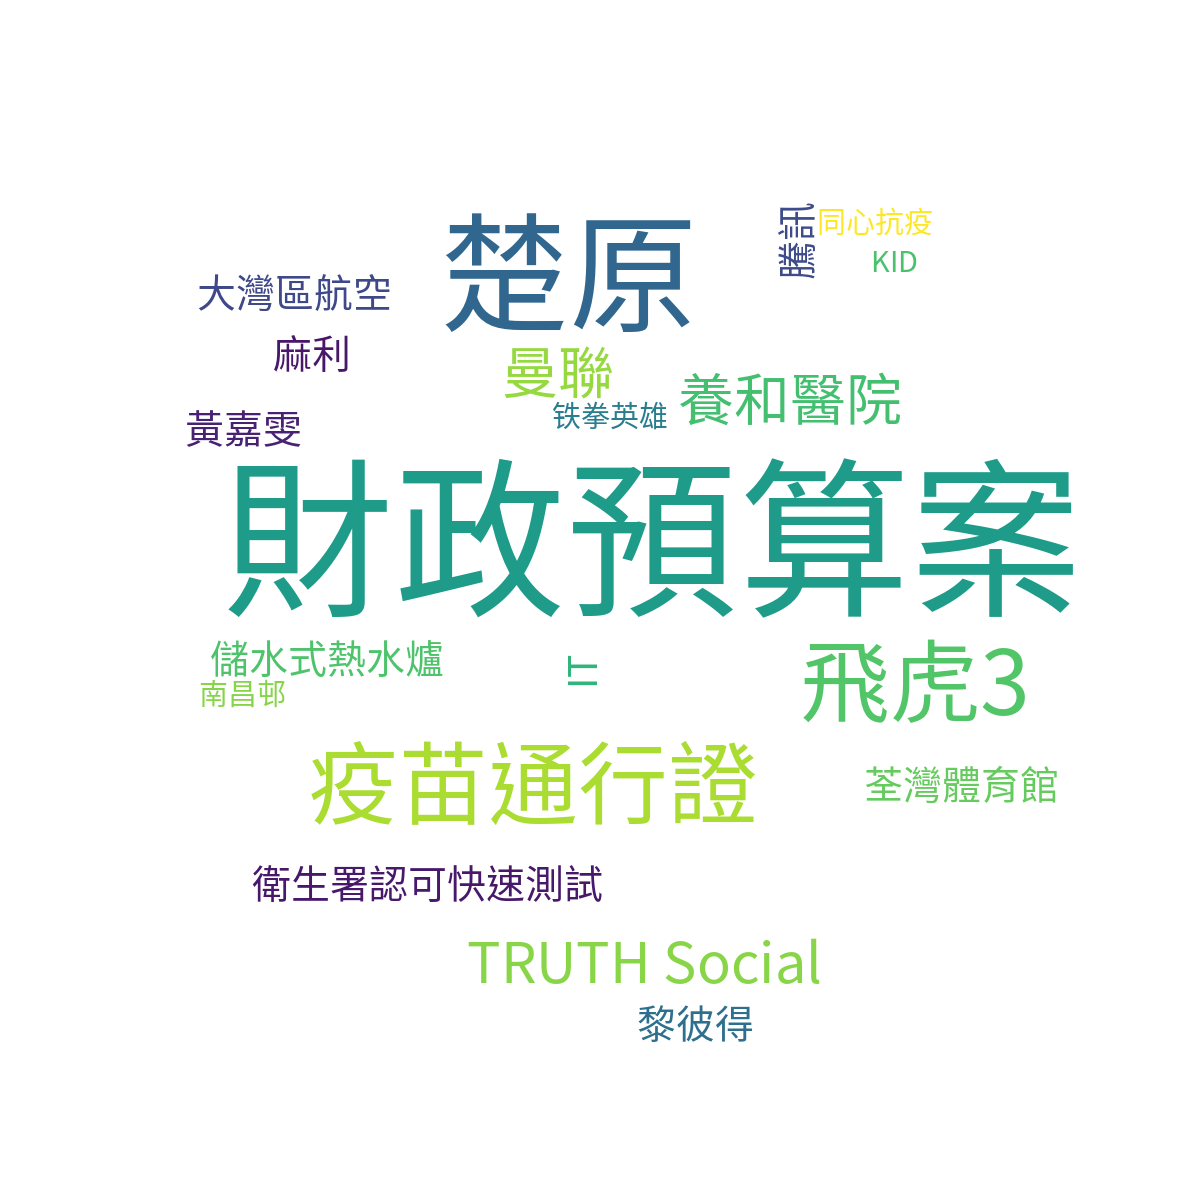 楚原
騰訊
同心抗疫
KID
大灣區航空
麻利
曼聯
養和醫院
铁拳英雄
黃嘉雯
財政預算案
儲水式熱水爐
南昌邨
IT
飛虎3
疫苗通行證
荃灣體育館
衛生署認可快速測試
TRUTH Social
黎彼得